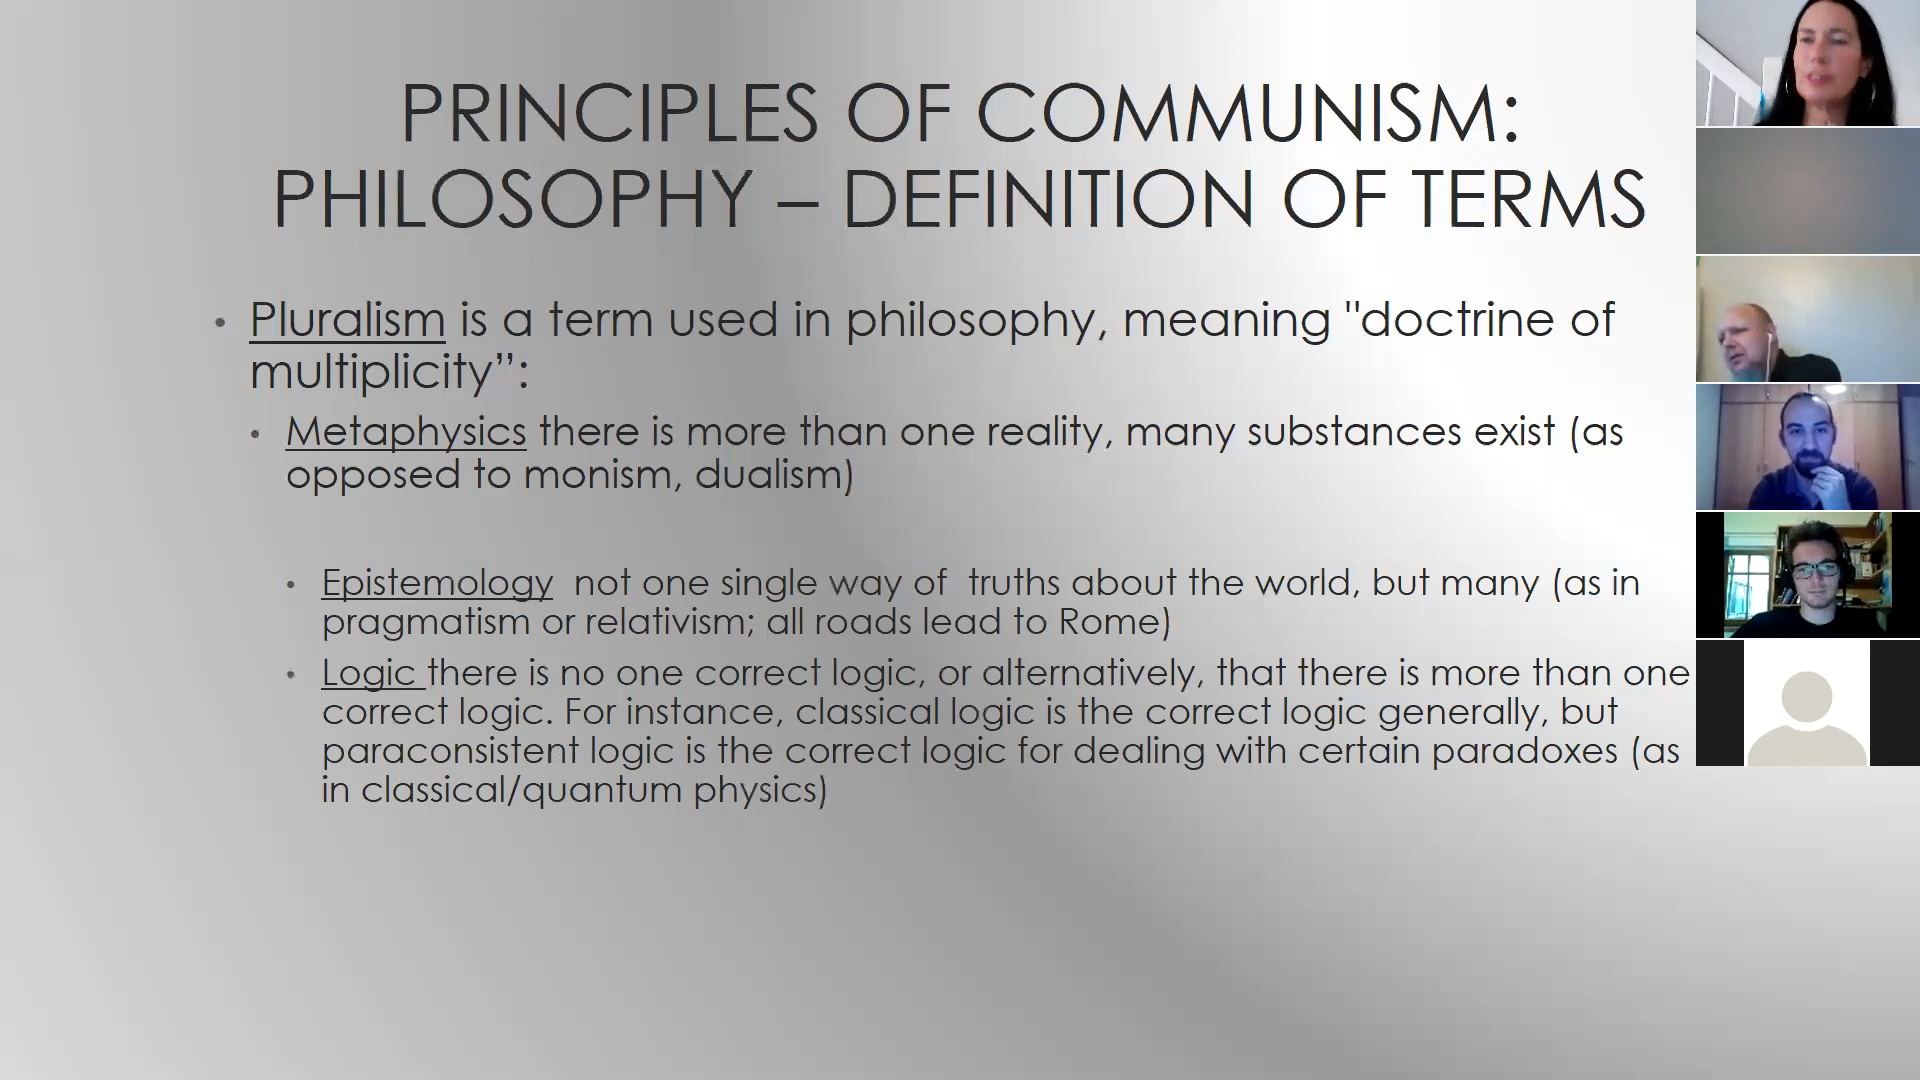 PRINCIPLES OF COMMUNISM:
PHILOSOPHY – DEFINITION OF TERMS
• Pluralism is a term used in philosophy, meaning "doctrine of
multiplicity”:
• Metaphysics there is more than one reality, many substances exist (as
opposed to monism, dualism)
• Epistemology  not one single way of  truths about the world, but many (as in
pragmatism or relativism; all roads lead to Rome)
• Logic there is no one correct logic, or alternatively, that there is more than one
correct logic. For instance, classical logic is the correct logic generally, but
paraconsistent logic is the correct logic for dealing with certain paradoxes (as
in classical/quantum physics)